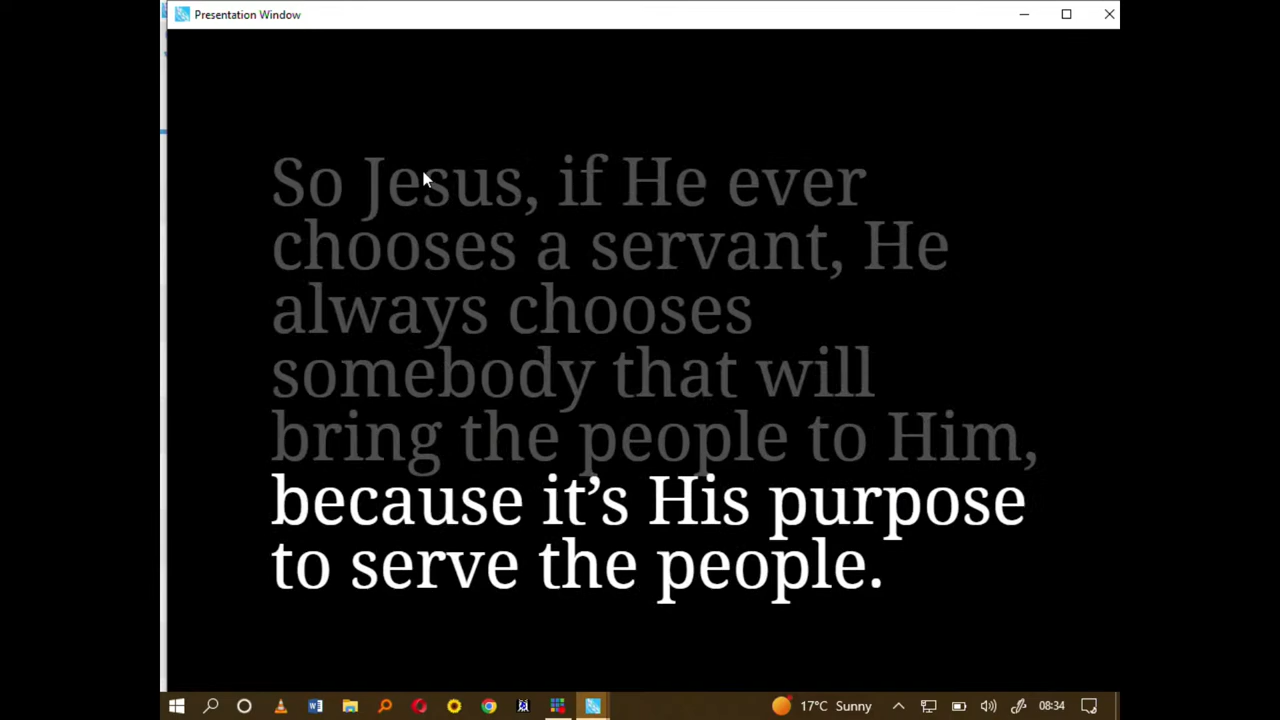 Presentation Window
So Jesus, if He ever
chooses a servant, He
always chooses
somebody that will
bring the people to Him,
because it’s His purpose
to serve the people.
17°C Sunny
08:34